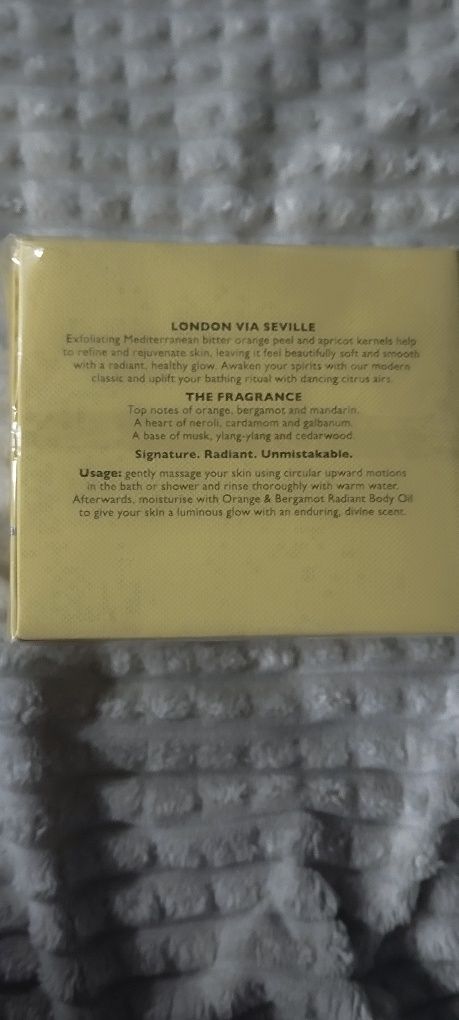 LONDON VIA SEVILLE
Exfoliating Mediterranean bitter orange peel and apricot kernels help
to refine and rejuvenate skin, leaving it feel beautifully soft and smooth
with a radiant, healthy glow. Awaken your spirits with our modern
classic and uplift your bathing ritual with dancing citrus airs.
THE FRAGRANCE
Top notes of orange, bergamot and mandarin.
A heart of neroli, cardamom and galbanum.
A base of musk, ylang-ylang and cedarwood.
Signature. Radiant. Unmistakable.
Usage: gently massage your skin using circular upward motions
in the bath or shower and rinse thoroughly with warm water.
Afterwards, moisturise with Orange & Bergamot Radiant Body Oil
to give your skin a luminous glow with an enduring, divine scent.